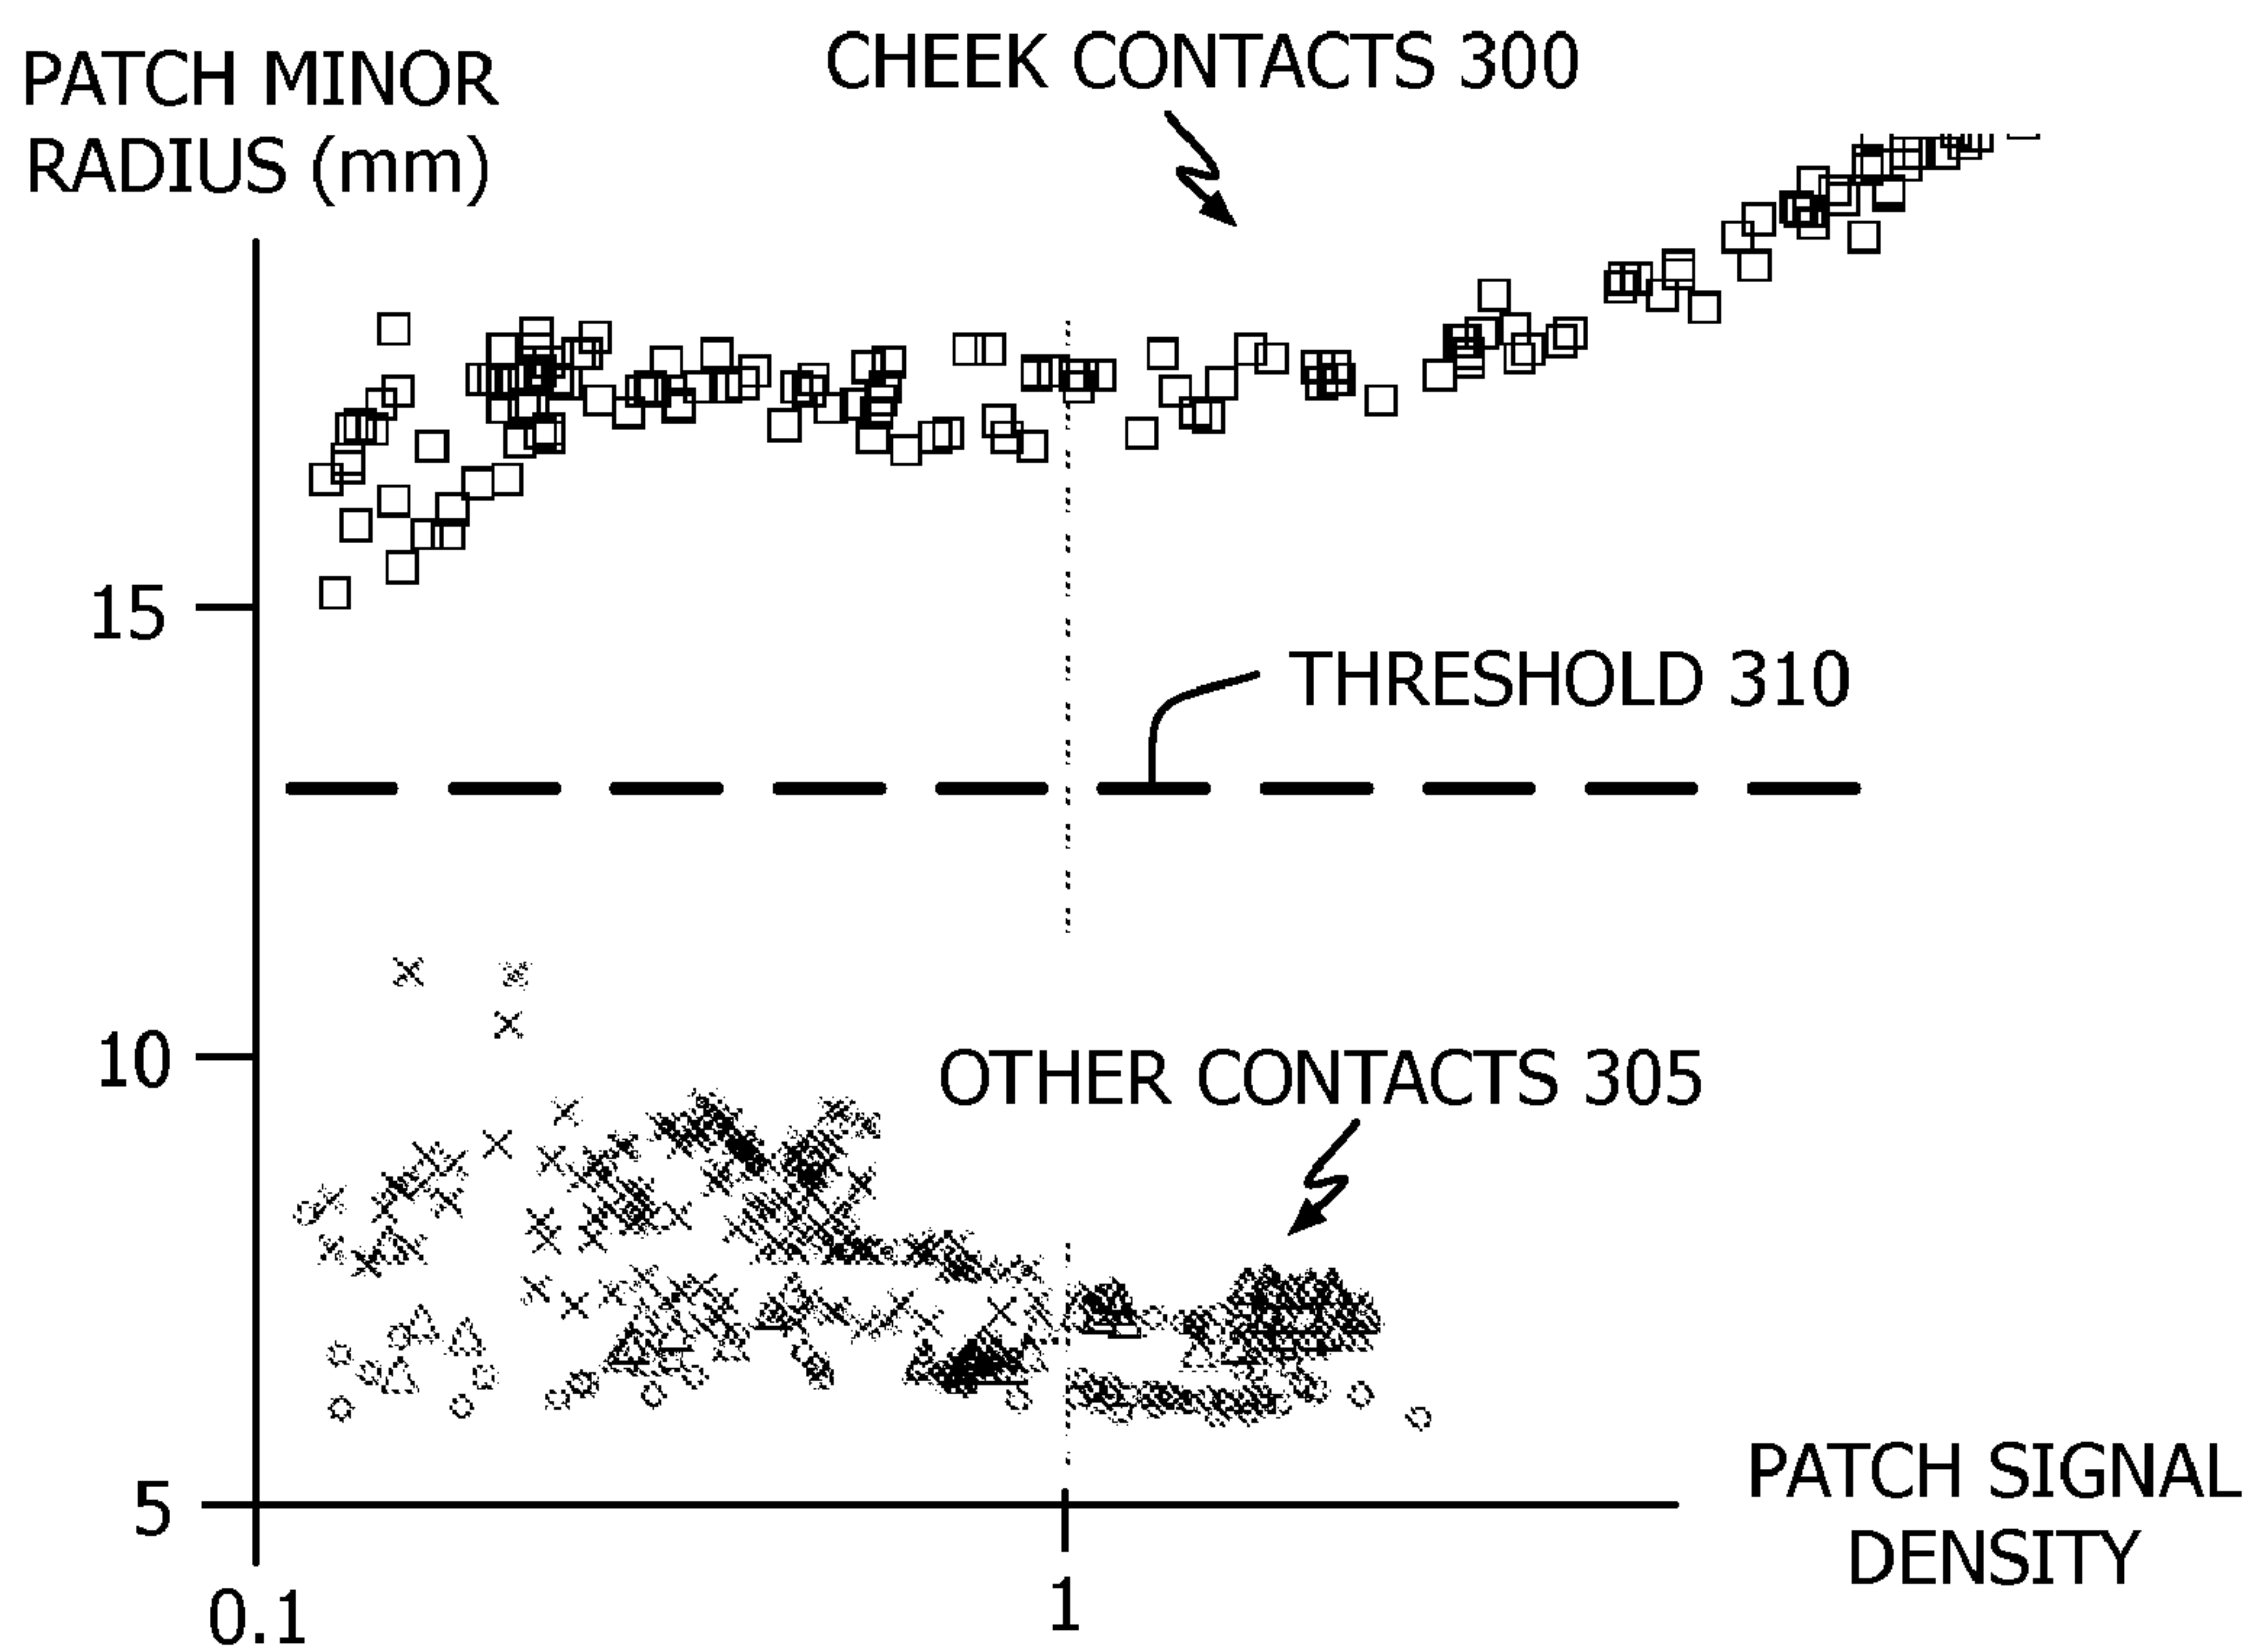 PATCH MINOR
RADIUS (mm)
CHEEK CONTACTS 300
15
THRESHOLD 310
10
OTHER CONTACTS 305
5
PATCH SIGNAL
DENSITY
0.1
1